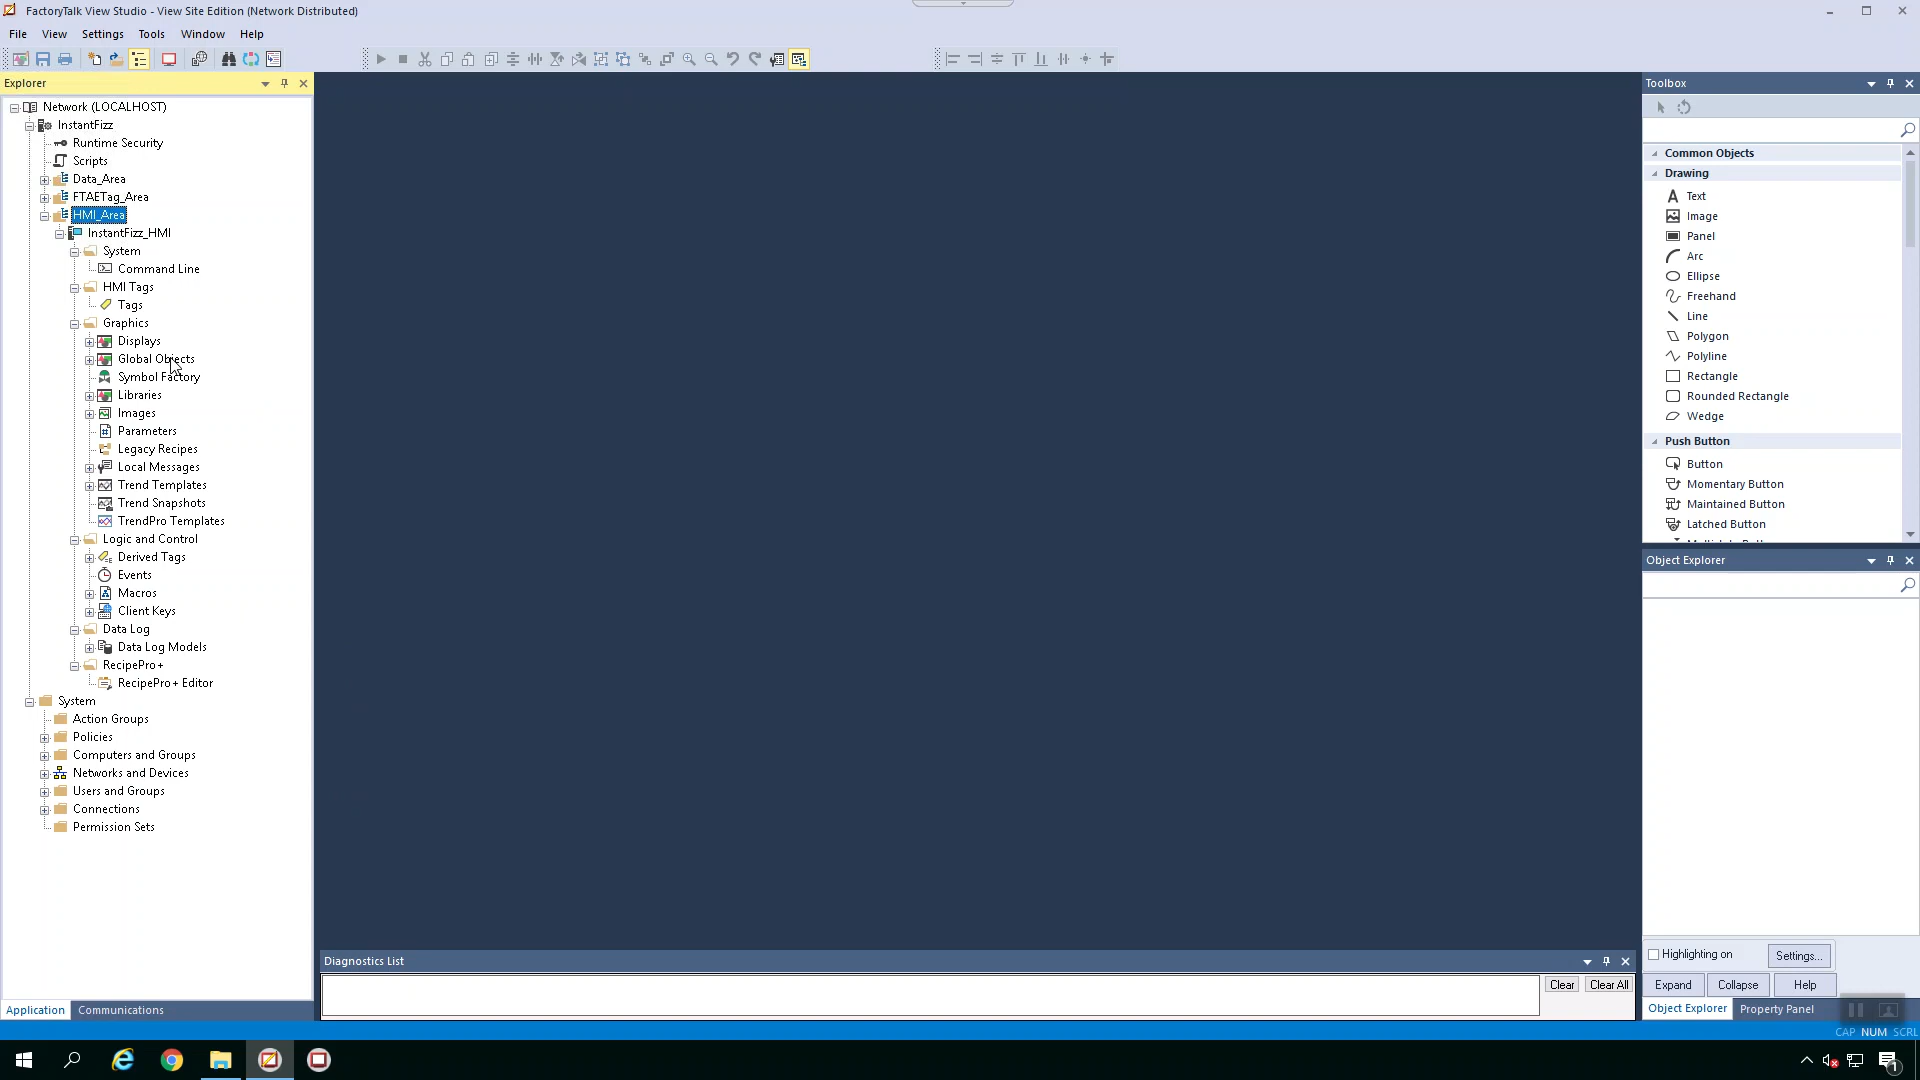 FactoryTalk View Studio - View Site Edition (Network Distributed)
File View Settings Tools Window Help
Explorer
Network (LOCALHOST)
InstantFizz
Runtime Security
Scripts
Data_Area
FTAETag_Area
HMI_Area
InstantFizz_HMI
System
Command Line
HMI Tags
Tags
Graphics
Displays
Global Objects
Symbol Factory
Libraries
Images
Parameters
Legacy Recipes
Local Messages
Trend Templates
Trend Snapshots
TrendPro Templates
Logic and Control
Derived Tags
Events
Macros
Client Keys
Data Log
Data Log Models
RecipePro+
RecipePro+ Editor
System
Action Groups
Policies
Computers and Groups
Networks and Devices
Users and Groups
Connections
Permission Sets
Application Communications
Diagnostics List
Clear Clear All
Toolbox
Common Objects
Drawing
Text
Image
Panel
Arc
Ellipse
Freehand
Line
Polygon
Polyline
Rectangle
Rounded Rectangle
Wedge
Push Button
Button
Momentary Button
Maintained Button
Latched Button
Object Explorer
Highlighting on Settings...
Expand Collapse Help
Object Explorer Property Panel
CAP NUM SCRL
1